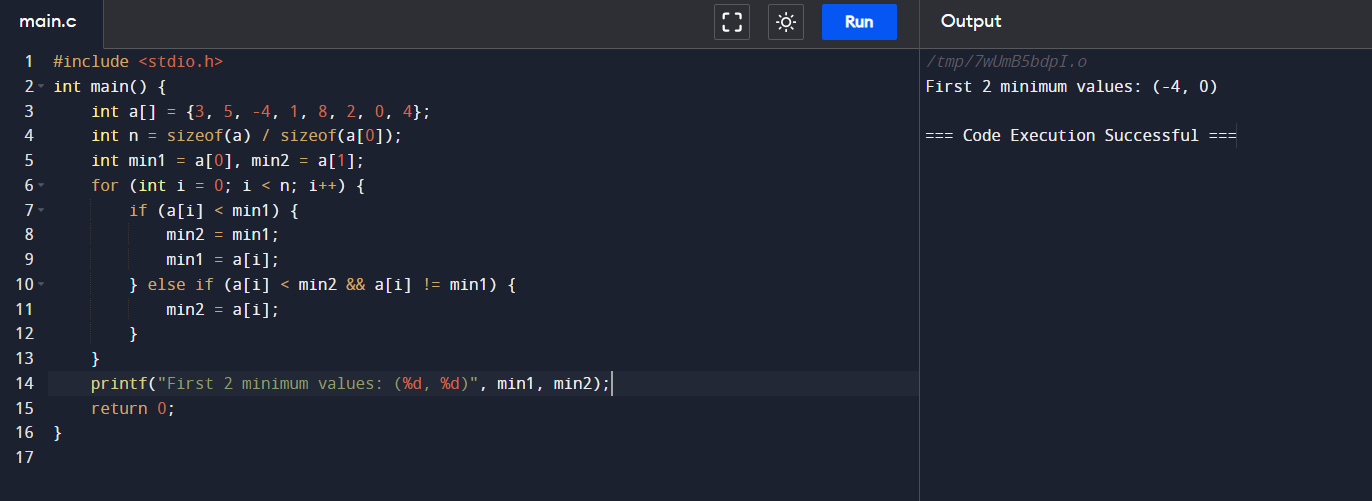 main.c
Run
Output
1 #include <stdio.h>
2 int main() {
3     int a[] = {3, 5, -4, 1, 8, 2, 0, 4};
4     int n = sizeof(a) / sizeof(a[0]);
5     int min1 = a[0], min2 = a[1];
6     for (int i = 0; i < n; i++) {
7         if (a[i] < min1) {
8             min2 = min1;
9             min1 = a[i];
10         } else if (a[i] < min2 && a[i] != min1) {
11             min2 = a[i];
12         }
13     }
14     printf("First 2 minimum values: (%d, %d)", min1, min2);
15     return 0;
16 }
17
/tmp/7wUmB5bdpI.o
First 2 minimum values: (-4, 0)
=== Code Execution Successful ===